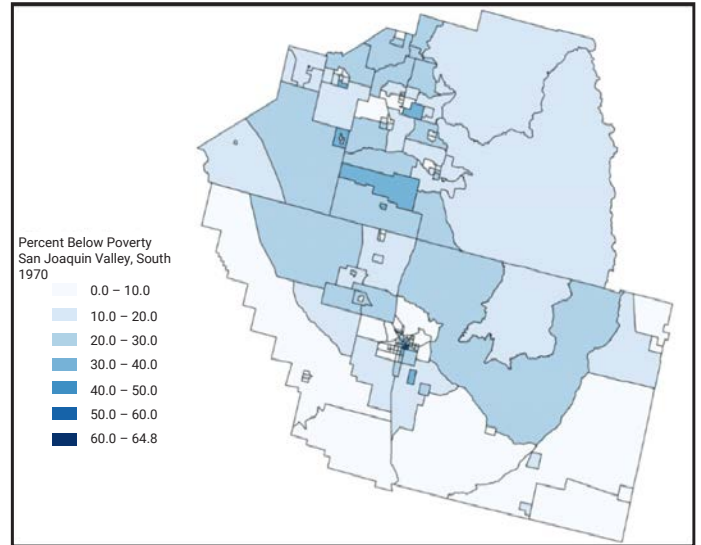 Percent Below Poverty
San Joaquin Valley, South
1970
0.0 – 10.0
10.0 – 20.0
20.0 – 30.0
30.0 – 40.0
40.0 – 50.0
50.0 – 60.0
60.0 – 64.8